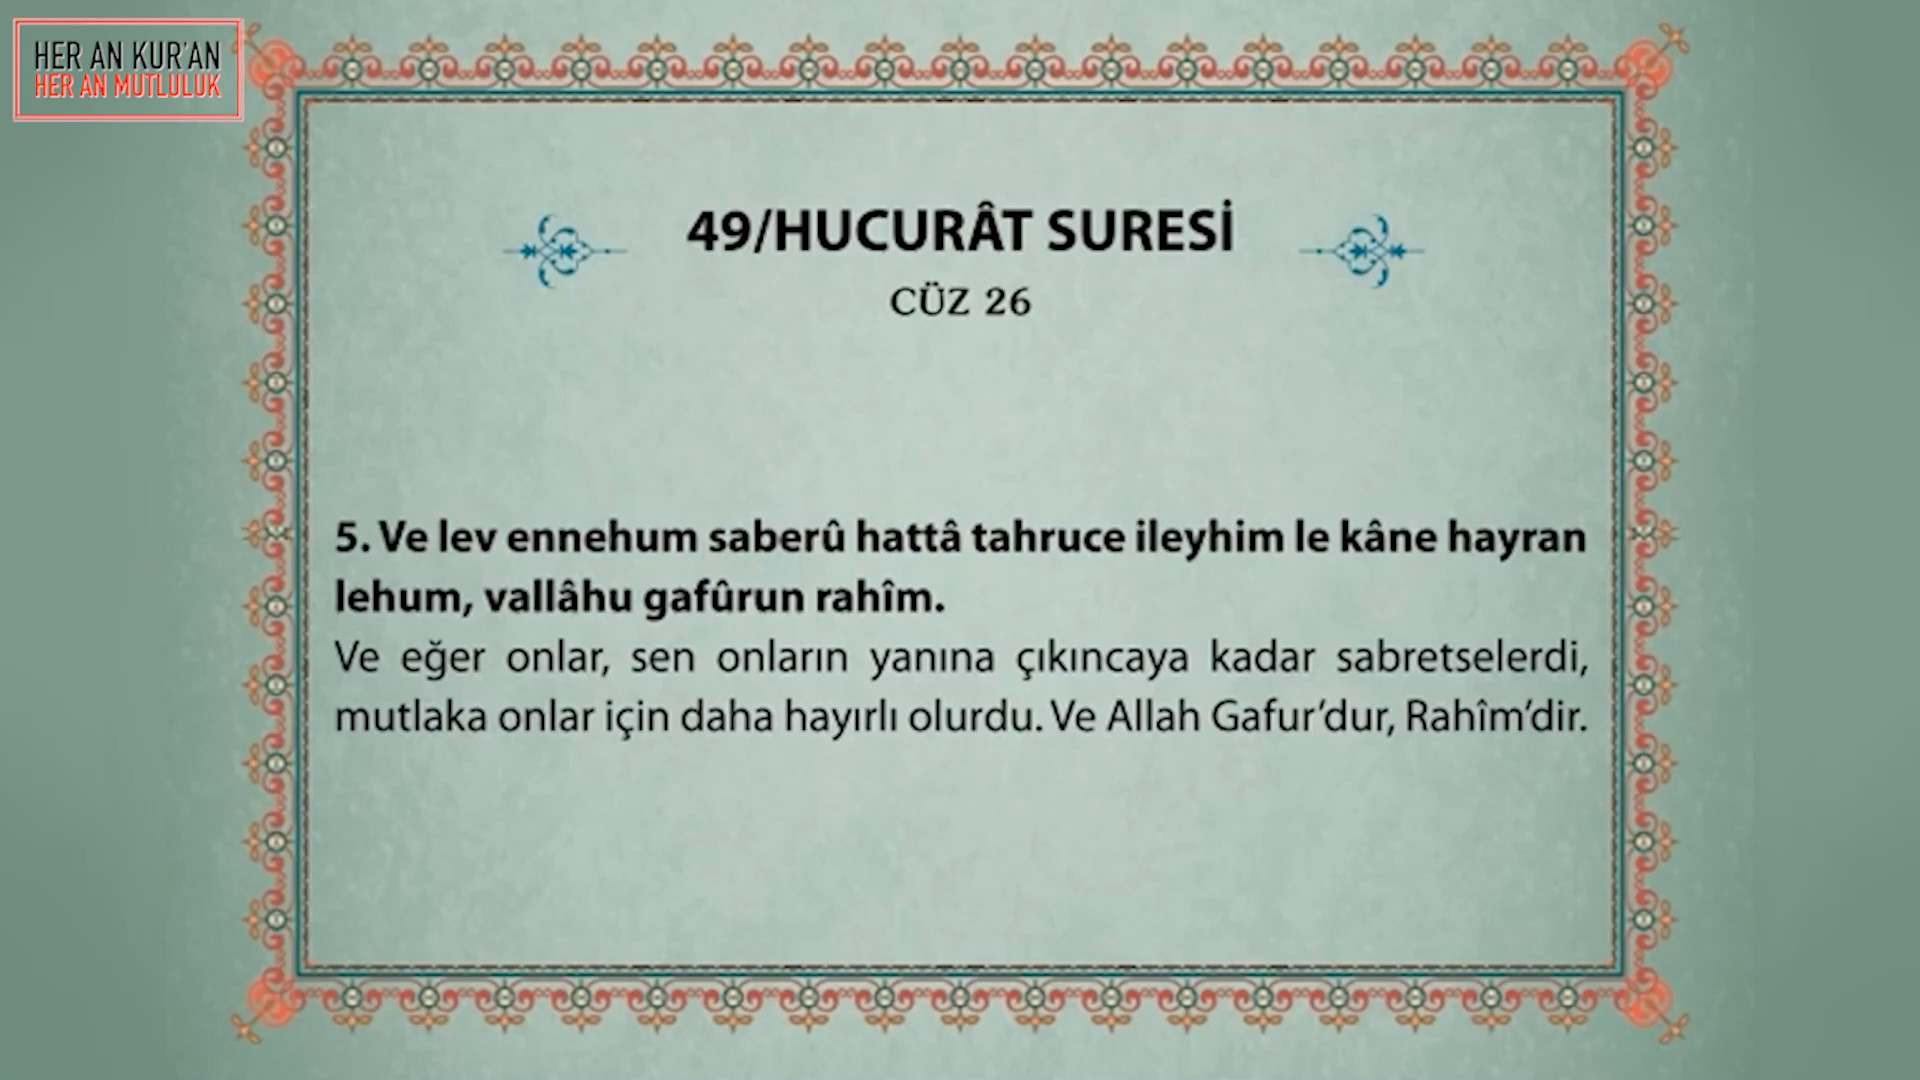 HER AN KUR'AN
HER AN MUTLULUK
49/HUCURÂT SURESİ
CÜZ 26
5. Ve lev ennehum saberû hattâ tahruce ileyhim le kâne hayran
lehum, vallâhu gafûrun rahîm.
Ve eğer onlar, sen onların yanına çıkıncaya kadar sabretselerdi,
mutlaka onlar için daha hayırlı olurdu. Ve Allah Gafur’dur, Rahîm’dir.